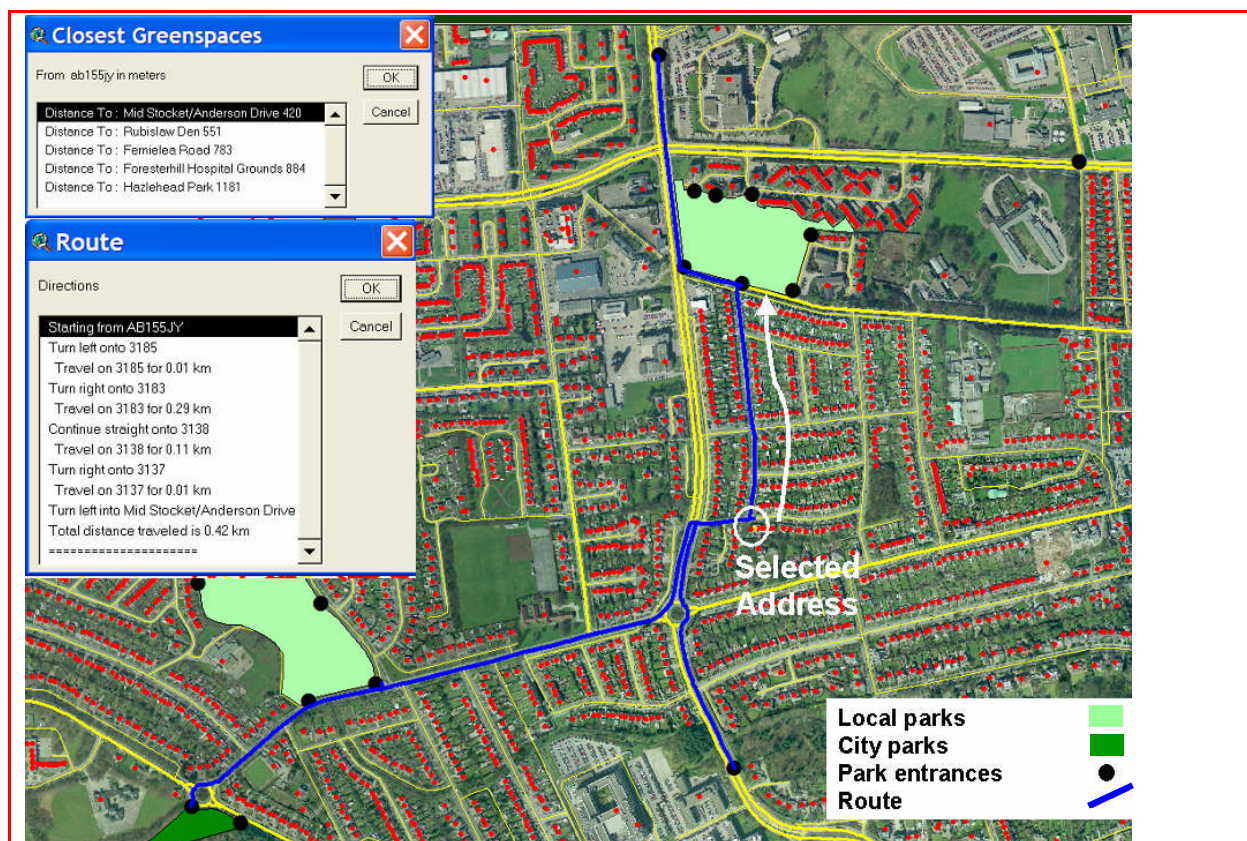 Closest Greenspaces
From ab155jy in meters
OK
Cancel
Distance To : Mid Stocket/Anderson Drive 420
Distance To : Rubislaw Den 551
Distance To : Fernielea Road 783
Distance To : Foresterhill Hospital Grounds 884
Distance To : Hazlehead Park 1181
Route
Directions
OK
Cancel
Starting from AB155JY
Turn left onto 3185
Travel on 3185 for 0.01 km
Turn right onto 3183
Travel on 3183 for 0.29 km
Continue straight onto 3138
Travel on 3138 for 0.11 km
Turn right onto 3137
Travel on 3137 for 0.01 km
Turn left into Mid Stocket/Anderson Drive
Total distance traveled is 0.42 km
=====================
Selected
Address
Local parks
City parks
Park entrances
Route